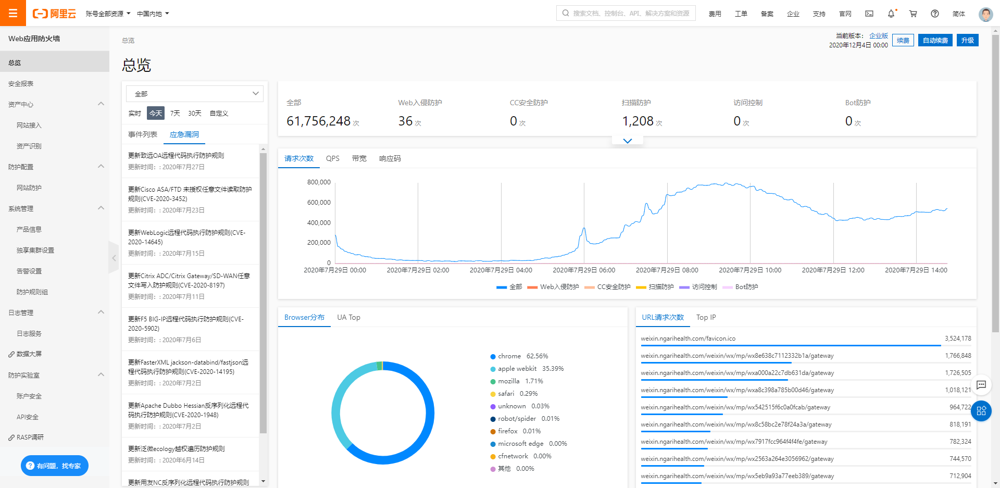 阿里云
账号全部资源
中国内地
搜索文档、控制台、API、解决方案和资源
费用
工单
备案
企业
支持
官网
简体
Web应用防火墙
总览
安全报表
资产中心
网站接入
资产识别
防护配置
网站防护
系统管理
产品信息
独享集群设置
告警设置
防护规则组
日志管理
日志服务
数据大屏
防护实验室
账户安全
API安全
RASP调研
有问题，找专家
总览
当前版本： 企业版
2020年12月4日 00:00
续费
自动续费
升级
总览
全部
实时 今天 7天 30天 自定义
事件列表 应急漏洞
更新致远OA远程代码执行防护规则
更新时间：: 2020年7月27日
更新Cisco ASA/FTD 未授权任意文件读取防护
规则(CVE-2020-3452)
更新时间：: 2020年7月23日
更新WebLogic远程代码执行防护规则(CVE-
2020-14645)
更新时间：: 2020年7月15日
更新Citrix ADC/Citrix Gateway/SD-WAN任意
文件写入防护规则(CVE-2020-8197)
更新时间：: 2020年7月11日
更新F5 BIG-IP远程代码执行防护规则(CVE-
2020-5902)
更新时间：: 2020年7月6日
更新FasterXML jackson-databind/fastjson远
程代码执行防护规则(CVE-2020-14195)
更新时间：: 2020年7月2日
更新Apache Dubbo Hessian反序列化远程代
码执行防护规则(CVE-2020-1948)
更新时间：: 2020年7月2日
更新泛微ecology越权遍历防护规则
更新时间：: 2020年6月14日
更新用友NC反序列化远程代码执行防护规则
全部
61,756,248 次
Web入侵防护
36 次
CC安全防护
0 次
扫描防护
1,208 次
访问控制
0 次
Bot防护
0 次
请求次数 QPS 带宽 响应码
800,000
600,000
400,000
200,000
0
2020年7月29日 00:00 2020年7月29日 02:00 2020年7月29日 04:00 2020年7月29日 06:00 2020年7月29日 08:00 2020年7月29日 10:00 2020年7月29日 12:00 2020年7月29日 14:00
全部 Web入侵防护 CC安全防护 扫描防护 访问控制 Bot防护
Browser分布 UA Top
chrome 62.56%
apple webkit 35.39%
mozilla 1.71%
safari 0.29%
unknown 0.03%
robot/spider 0.01%
firefox 0.01%
microsoft edge 0.00%
cfnetwork 0.00%
其他 0.00%
URL请求次数 Top IP
weixin.ngarihealth.com/favicon.ico 3,524,178
weixin.ngarihealth.com/weixin/wx/mp/wx8e638c7112332b1a/gateway 1,766,848
weixin.ngarihealth.com/weixin/wx/mp/wxa000a22c7db631da/gateway 1,726,505
weixin.ngarihealth.com/weixin/wx/mp/wxa8c398a785b00d46/gateway 1,018,121
weixin.ngarihealth.com/weixin/wx/mp/wx542515f6c0a0fcab/gateway 964,722
weixin.ngarihealth.com/weixin/wx/mp/wx8c58bc2e78f24a3a/gateway 818,191
weixin.ngarihealth.com/weixin/wx/mp/wx7917fcc964f4f4fe/gateway 782,324
weixin.ngarihealth.com/weixin/wx/mp/wx2563a264e3056962/gateway 744,570
weixin.ngarihealth.com/weixin/wx/mp/wx5eb9a93a77eeb389/gateway 712,904